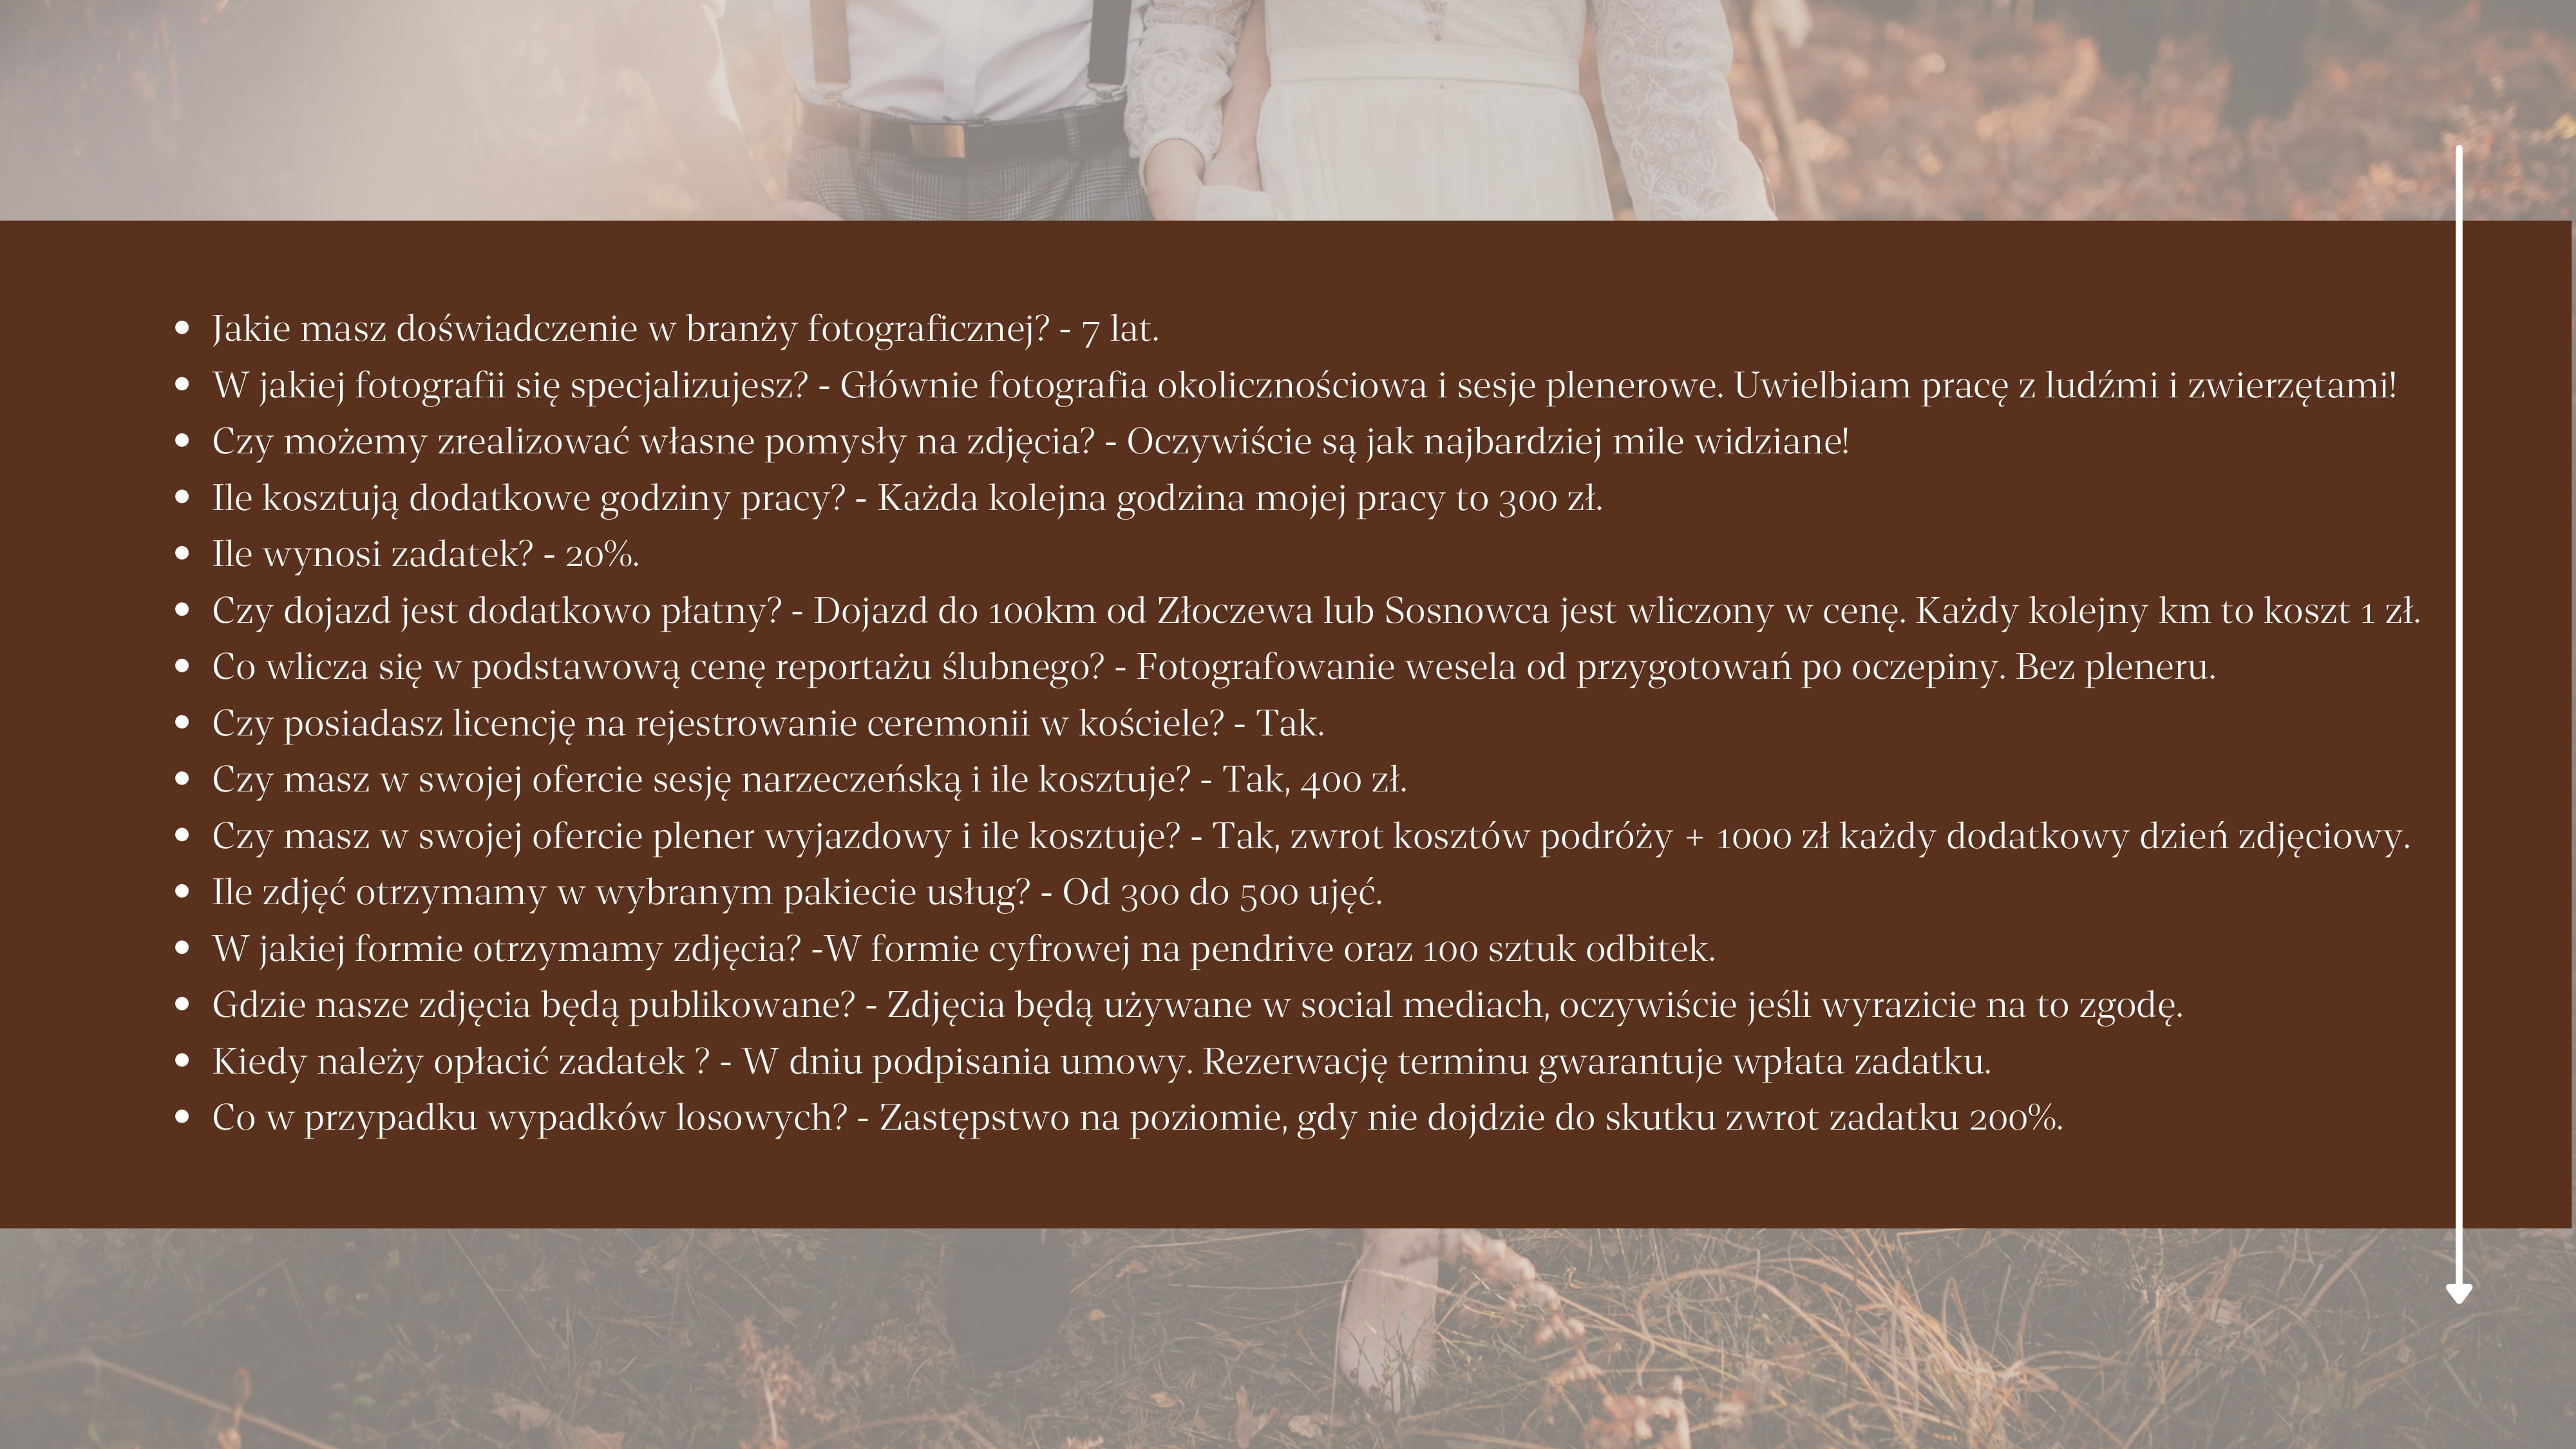 Jakie masz doświadczenie w branży fotograficznej? - 7 lat.
W jakiej fotografii się specjalizujesz? - Głównie fotografia okolicznościowa i sesje plenerowe. Uwielbiam pracę z ludźmi i zwierzętami!
Czy możemy zrealizować własne pomysły na zdjęcia? - Oczywiście są jak najbardziej mile widziane!
Ile kosztują dodatkowe godziny pracy? - Każda kolejna godzina mojej pracy to 300 zł.
Ile wynosi zadatek? - 20%.
Czy dojazd jest dodatkowo płatny? - Dojazd do 100km od Złoczewa lub Sosnowca jest wliczony w cenę. Każdy kolejny km to koszt 1 zł.
Co wlicza się w podstawową cenę reportażu ślubnego? - Fotografowanie wesela od przygotowań po oczepiny. Bez pleneru.
Czy posiadasz licencję na rejestrowanie ceremonii w kościele? - Tak.
Czy masz w swojej ofercie sesję narzeczeńską i ile kosztuje? - Tak, 400 zł.
Czy masz w swojej ofercie plener wyjazdowy i ile kosztuje? - Tak, zwrot kosztów podróży + 1000 zł każdy dodatkowy dzień zdjęciowy.
Ile zdjęć otrzymamy w wybranym pakiecie usług? - Od 300 do 500 ujęć.
W jakiej formie otrzymamy zdjęcia? -W formie cyfrowej na pendrive oraz 100 sztuk odbitek.
Gdzie nasze zdjęcia będą publikowane? - Zdjęcia będą używane w social mediach, oczywiście jeśli wyrazicie na to zgodę.
Kiedy należy opłacić zadatek ? - W dniu podpisania umowy. Rezerwację terminu gwarantuje wpłata zadatku.
Co w przypadku wypadków losowych? - Zastępstwo na poziomie, gdy nie dojdzie do skutku zwrot zadatku 200%.